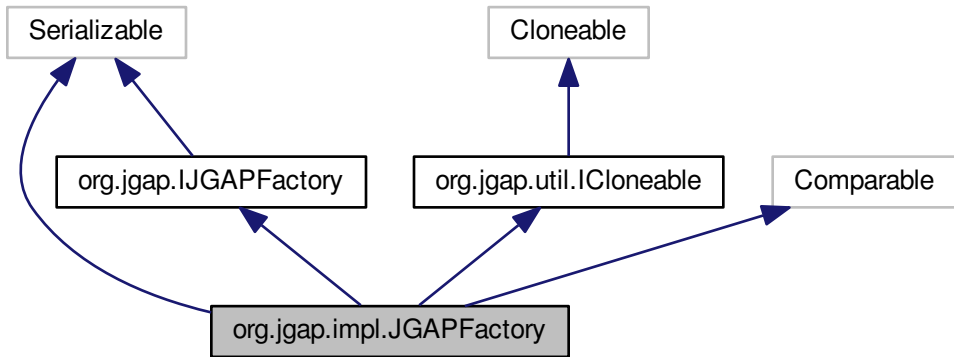 Serializable
Cloneable
org.jgap.IJGAPFactory
org.jgap.util.ICloneable
Comparable
org.jgap.impl.JGAPFactory